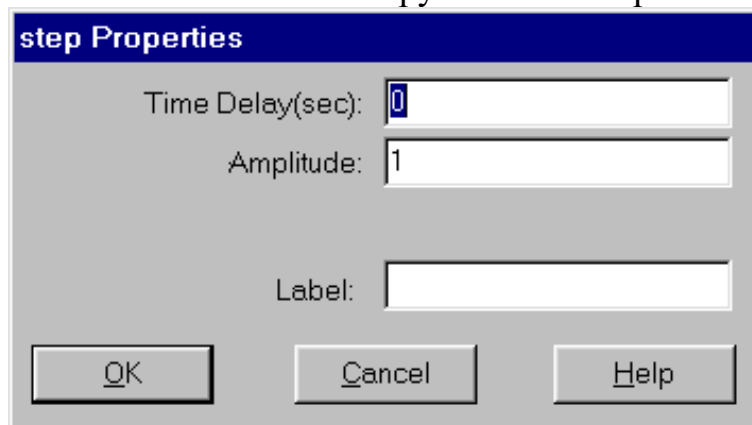 step Properties
Time Delay(sec): 0
Amplitude: 1
Label:
OK Cancel Help